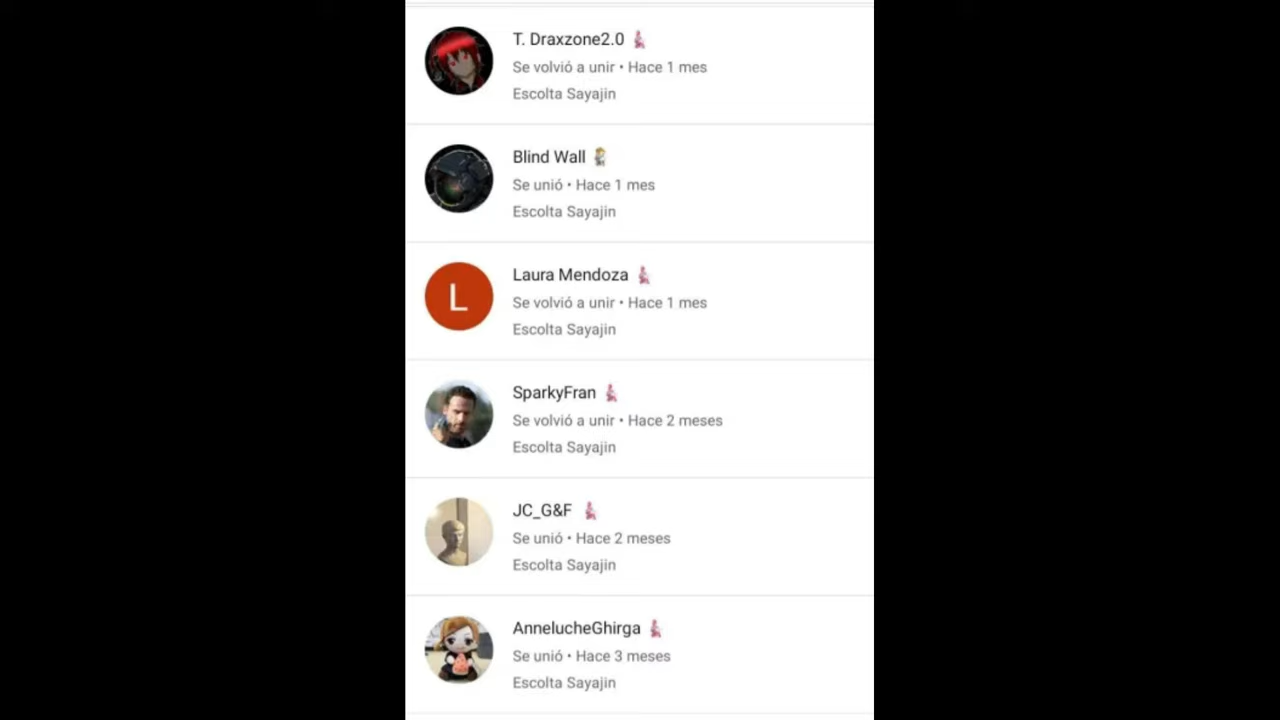 T. Draxzone2.0
Se volvió a unir • Hace 1 mes
Escolta Sayajin
Blind Wall
Se unió • Hace 1 mes
Escolta Sayajin
L
Laura Mendoza
Se volvió a unir • Hace 1 mes
Escolta Sayajin
SparkyFran
Se volvió a unir • Hace 2 meses
Escolta Sayajin
JC_G&F
Se unió • Hace 2 meses
Escolta Sayajin
AnnelucheGhirga
Se unió • Hace 3 meses
Escolta Sayajin